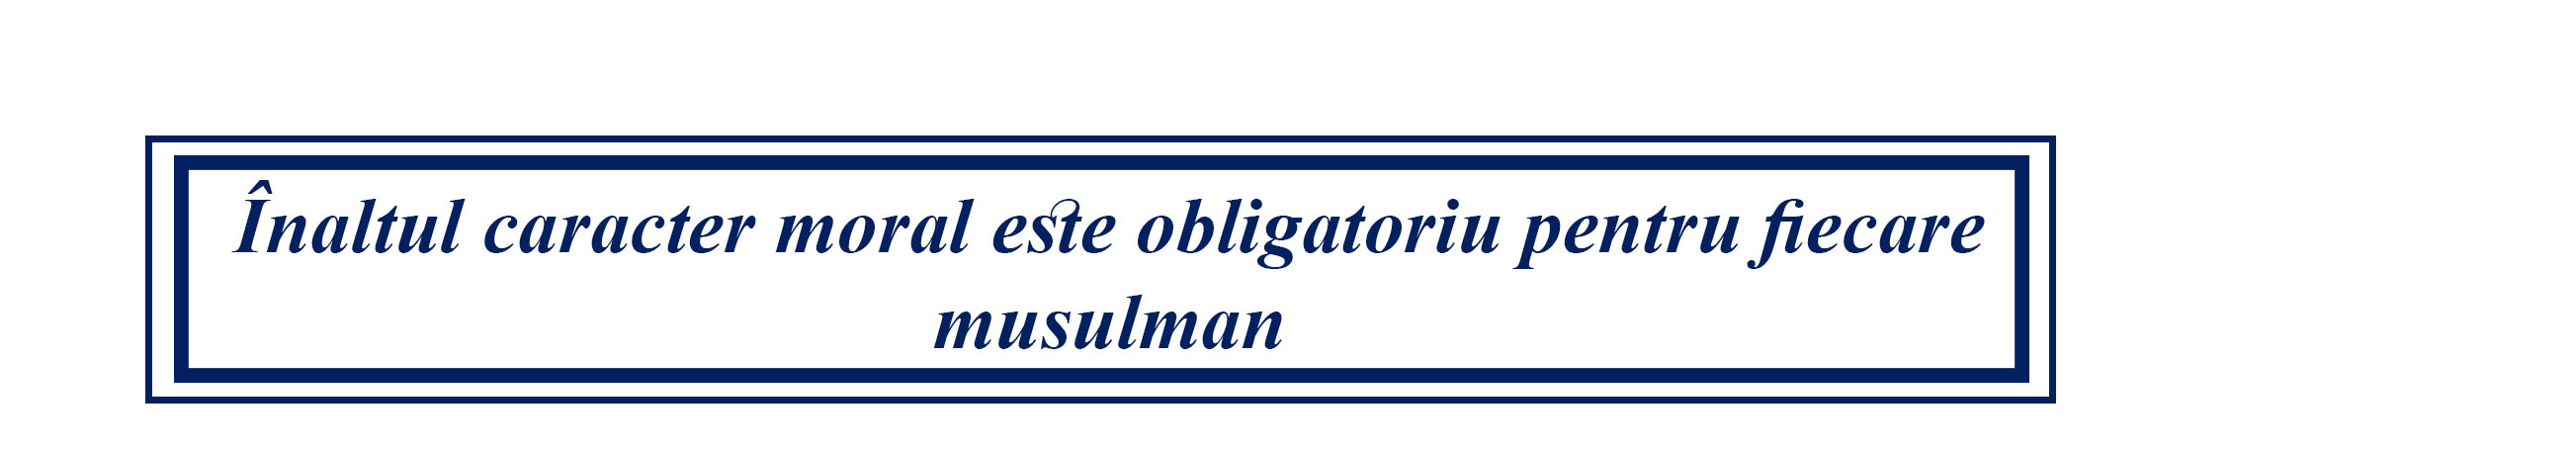 Înaltul caracter moral este obligatoriu pentru fiecare
musulman